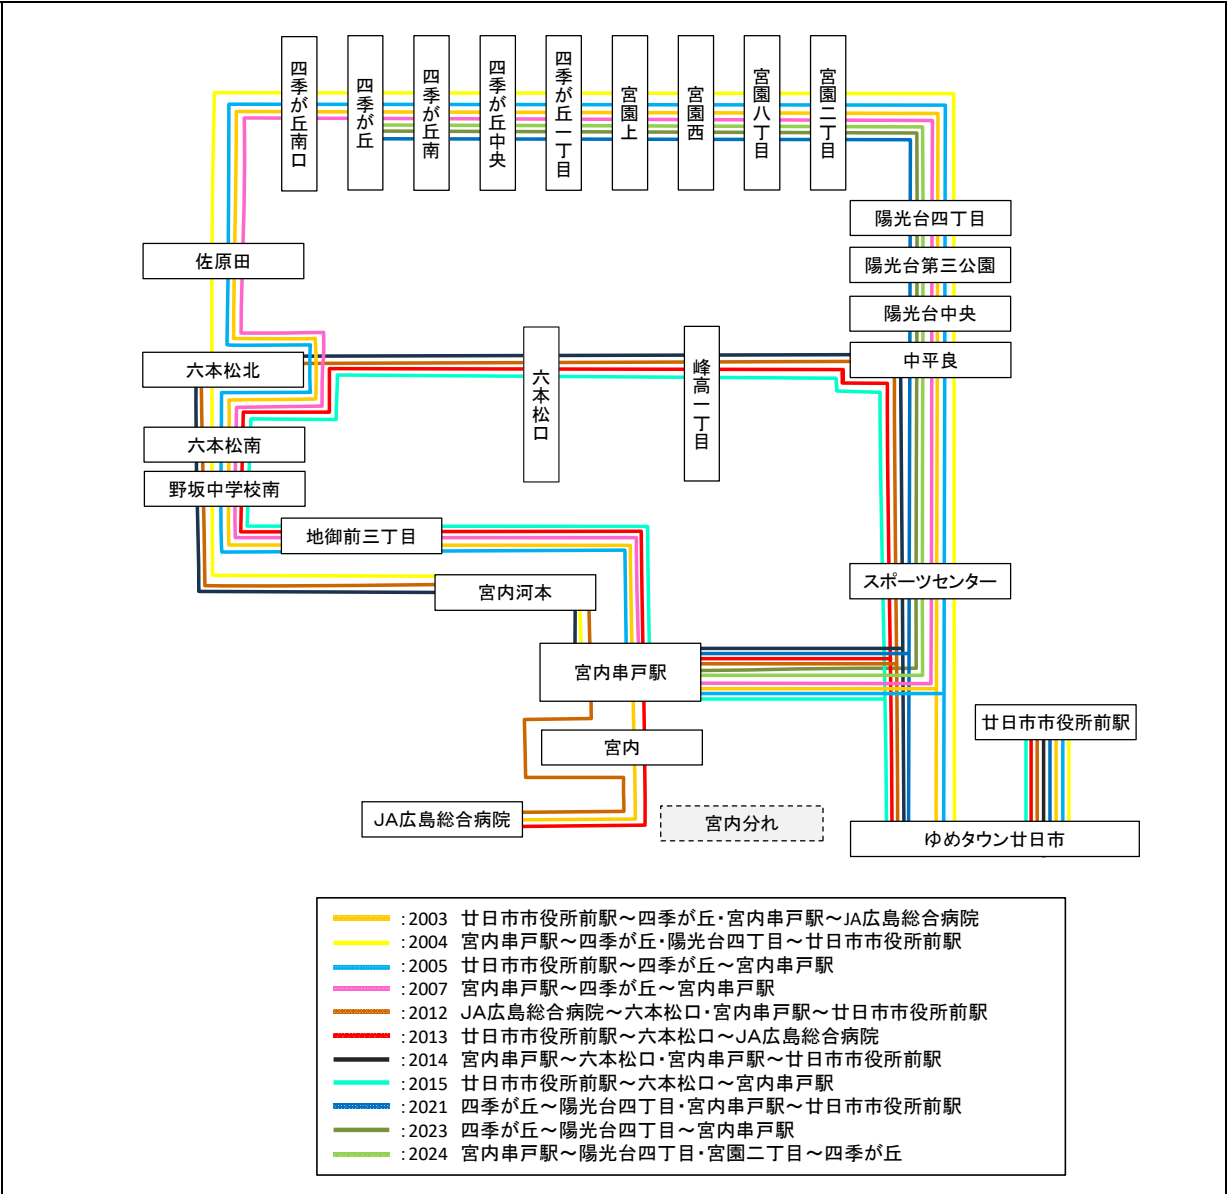 四季が丘南口
四季が丘
四季が丘南
四季が丘中央
四季が丘一丁目
宮園上
宮園西
宮園八丁目
宮園二丁目
陽光台四丁目
佐原田
陽光台第三公園
陽光台中央
六本松北
六本松口
峰高一丁目
中平良
六本松南
野坂中学校南
地御前三丁目
スポーツセンター
宮内河本
宮内串戸駅
廿日市市役所前駅
宮内
JA広島総合病院
宮内分れ
ゆめタウン廿日市
:2003 廿日市市役所前駅～四季が丘・宮内串戸駅～JA広島総合病院
:2004 宮内串戸駅～四季が丘・陽光台四丁目～廿日市市役所前駅
:2005 廿日市市役所前駅～四季が丘～宮内串戸駅
:2007 宮内串戸駅～四季が丘～宮内串戸駅
:2012 JA広島総合病院～六本松口・宮内串戸駅～廿日市市役所前駅
:2013 廿日市市役所前駅～六本松口～JA広島総合病院
:2014 宮内串戸駅～六本松口・宮内串戸駅～廿日市市役所前駅
:2015 廿日市市役所前駅～六本松口～宮内串戸駅
:2021 四季が丘～陽光台四丁目・宮内串戸駅～廿日市市役所前駅
:2023 四季が丘～陽光台四丁目～宮内串戸駅
:2024 宮内串戸駅～陽光台四丁目・宮園二丁目～四季が丘